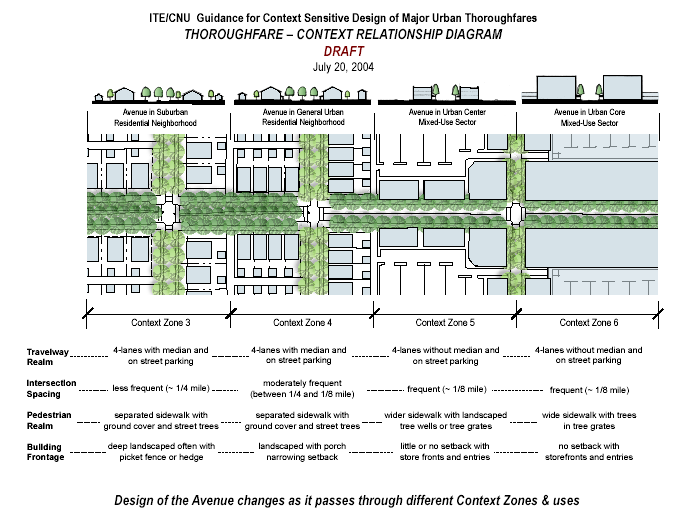 ITE/CNU Guidance for Context Sensitive Design of Major Urban Thoroughfares
THOROUGHFARE – CONTEXT RELATIONSHIP DIAGRAM
DRAFT
July 20, 2004
Avenue in Suburban
Residential Neighborhood
Avenue in General Urban
Residential Neighborhood
Avenue in Urban Center
Mixed-Use Sector
Avenue in Urban Core
Mixed-Use Sector
Context Zone 3
Context Zone 4
Context Zone 5
Context Zone 6
Travelway
Realm
4-lanes with median and
on street parking
4-lanes with median and
on street parking
4-lanes without median and
on street parking
4-lanes without median and
on street parking
Intersection
Spacing
less frequent (~ 1/4 mile)
moderately frequent
(between 1/4 and 1/8 mile)
frequent (~ 1/8 mile)
frequent (~ 1/8 mile)
Pedestrian
Realm
separated sidewalk with
ground cover and street trees
separated sidewalk with
ground cover and street trees
wider sidewalk with landscaped
tree wells or tree grates
wide sidewalk with trees
in tree grates
Building
Frontage
deep landscaped often with
picket fence or hedge
landscaped with porch
narrowing setback
little or no setback with
store fronts and entries
no setback with
storefronts and entries
Design of the Avenue changes as it passes through different Context Zones & uses